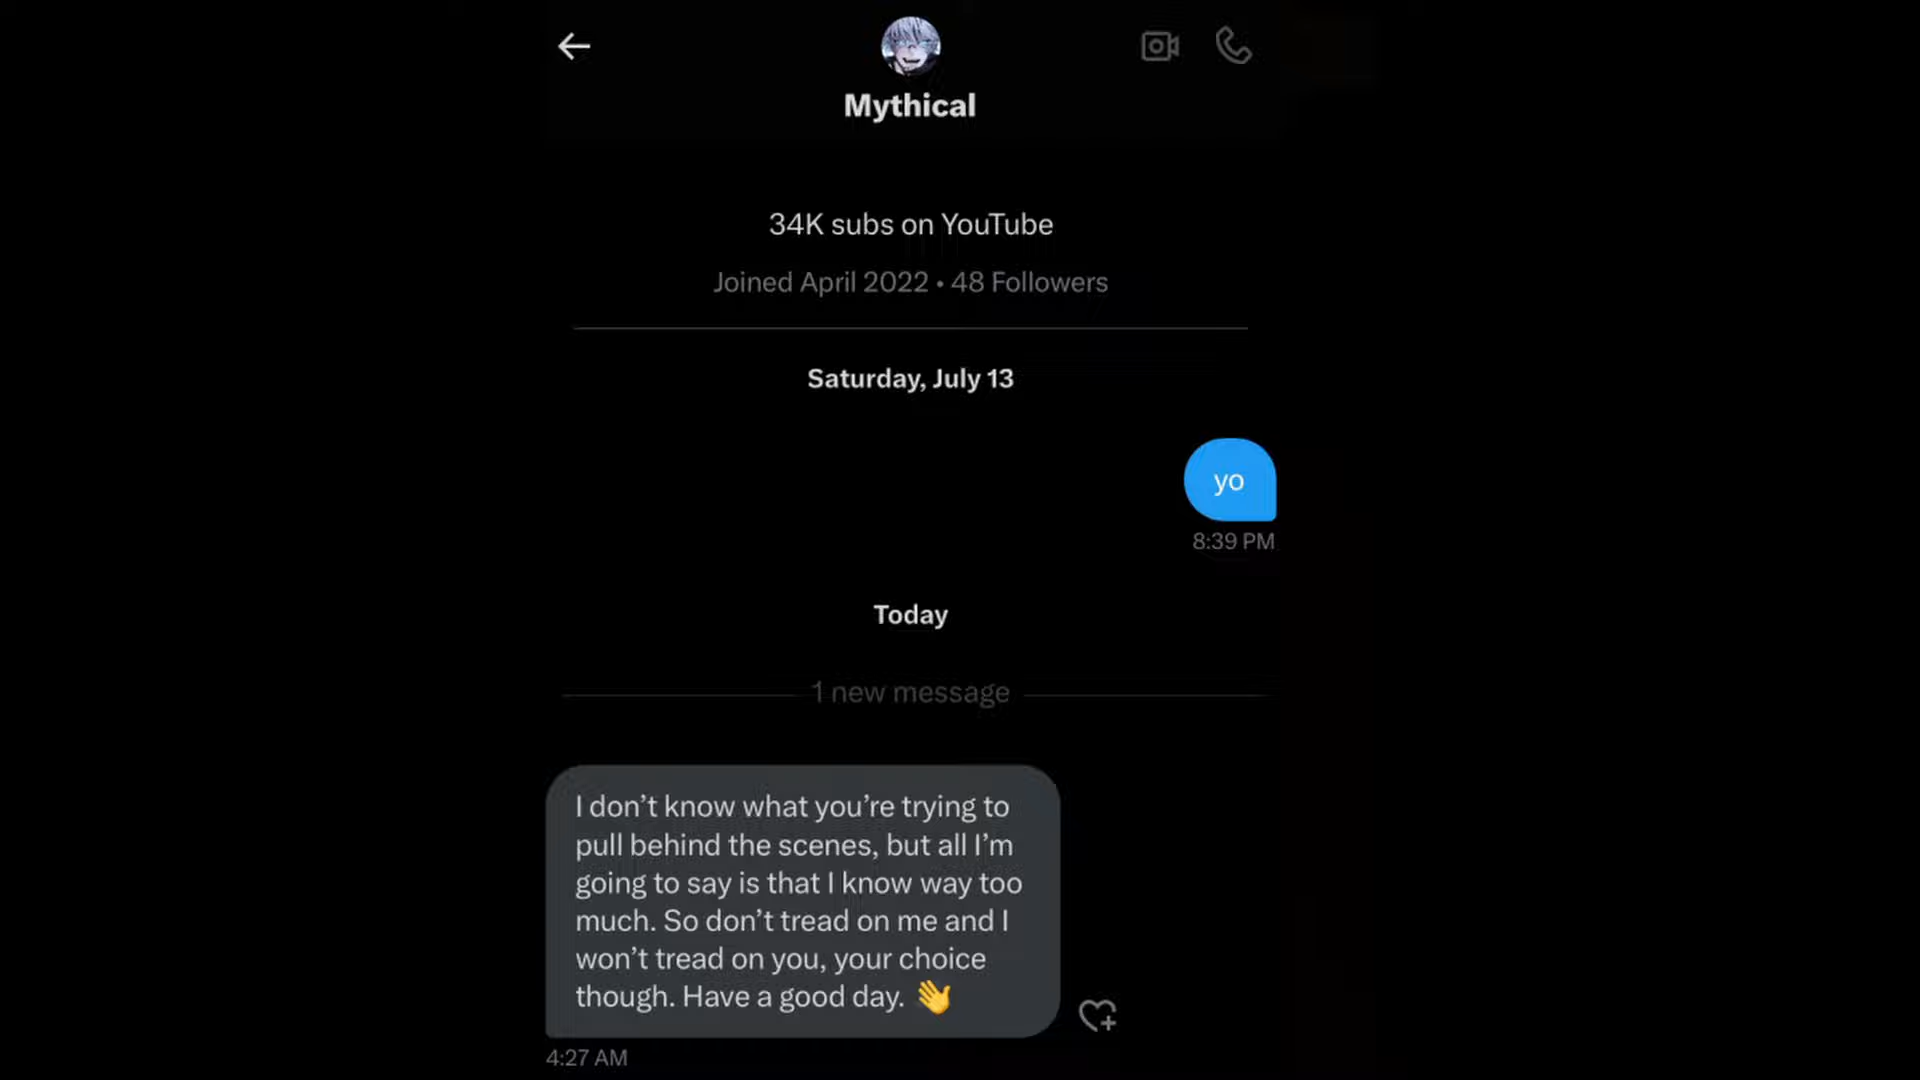 Mythical
34K subs on YouTube
Joined April 2022 • 48 Followers
Saturday, July 13
yo
8:39 PM
Today
1 new message
I don’t know what you’re trying to
pull behind the scenes, but all I’m
going to say is that I know way too
much. So don’t tread on me and I
won’t tread on you, your choice
though. Have a good day. 👋
4:27 AM